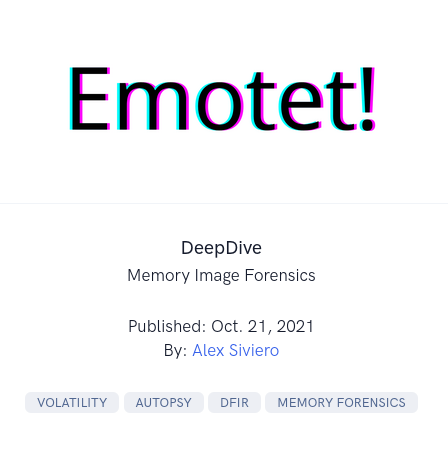 Emotet!
DeepDive
Memory Image Forensics
Published: Oct. 21, 2021
By: Alex Siviero
VOLATILITY AUTOPSY DFIR MEMORY FORENSICS